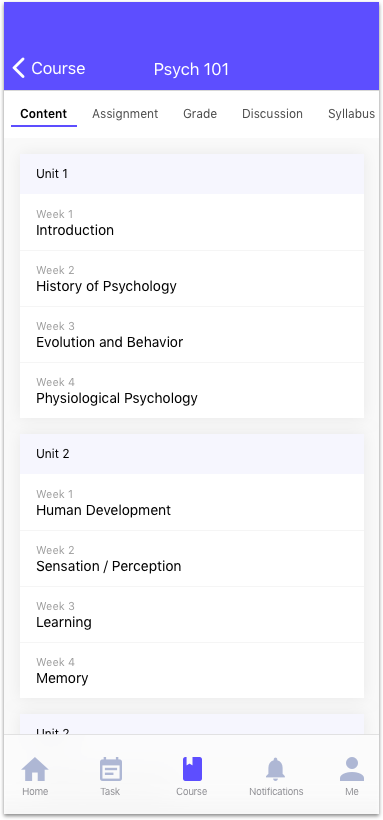 Course
Psych 101
Content Assignment Grade Discussion Syllabus
Unit 1
Week 1
Introduction
Week 2
History of Psychology
Week 3
Evolution and Behavior
Week 4
Physiological Psychology
Unit 2
Week 1
Human Development
Week 2
Sensation / Perception
Week 3
Learning
Week 4
Memory
Unit 2
Home Task Course Notifications Me